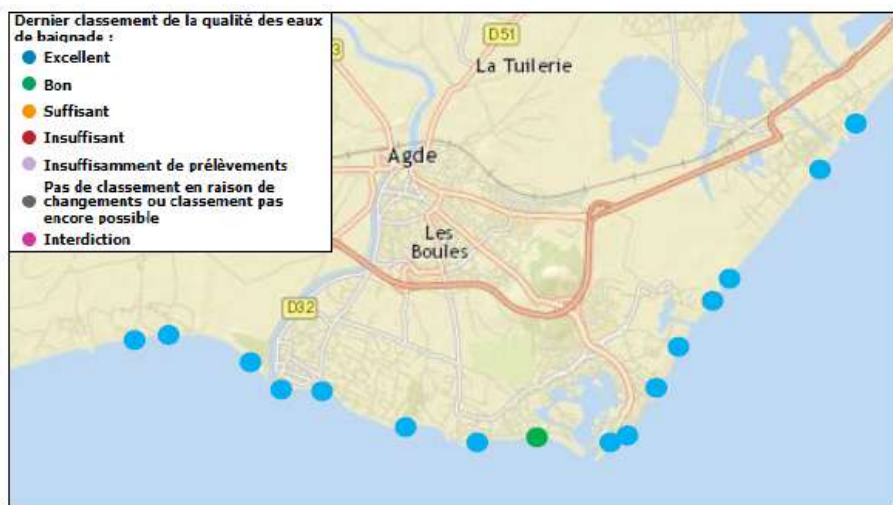 Dernier classement de la qualité des eaux
de baignade :
Excellent
Bon
Suffisant
Insuffisant
Insuffisamment de prélèvements
Pas de classement en raison de
changements ou classement pas
encore possible
Interdiction
3
D51
La Tuilerie
Agde
Les
Boules
D32